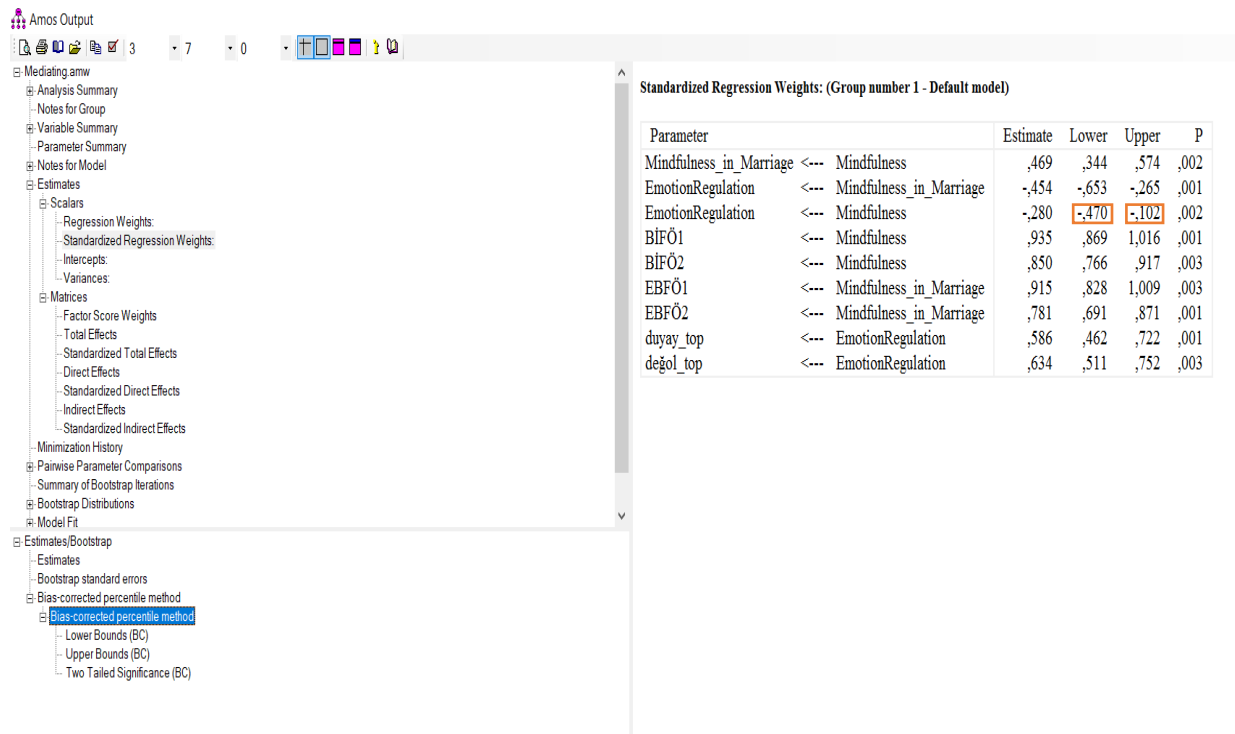 Amos Output
3 7 0
Mediating.amw
Analysis Summary
Notes for Group
Variable Summary
Parameter Summary
Notes for Model
Estimates
Scalars
Regression Weights:
Standardized Regression Weights:
Intercepts:
Variances:
Matrices
Factor Score Weights
Total Effects
Standardized Total Effects
Direct Effects
Standardized Direct Effects
Indirect Effects
Standardized Indirect Effects
Minimization History
Pairwise Parameter Comparisons
Summary of Bootstrap Iterations
Bootstrap Distributions
Model Fit
Estimates/Bootstrap
Estimates
Bootstrap standard errors
Bias-corrected percentile method
Bias-corrected percentile method
Lower Bounds (BC)
Upper Bounds (BC)
Two Tailed Significance (BC)
Standardized Regression Weights: (Group number 1 - Default model)
Parameter Estimate Lower Upper P
Mindfulness_in_Marriage <--- Mindfulness ,469 ,344 ,574 ,002
EmotionRegulation <--- Mindfulness_in_Marriage -,454 -,653 -,265 ,001
EmotionRegulation <--- Mindfulness -,280 -,470 -,102 ,002
BİFÖ1 <--- Mindfulness ,935 ,869 1,016 ,001
BİFÖ2 <--- Mindfulness ,850 ,766 ,917 ,003
EBFÖ1 <--- Mindfulness_in_Marriage ,915 ,828 1,009 ,003
EBFÖ2 <--- Mindfulness_in_Marriage ,781 ,691 ,871 ,001
duyay_top <--- EmotionRegulation ,586 ,462 ,722 ,001
değol_top <--- EmotionRegulation ,634 ,511 ,752 ,003